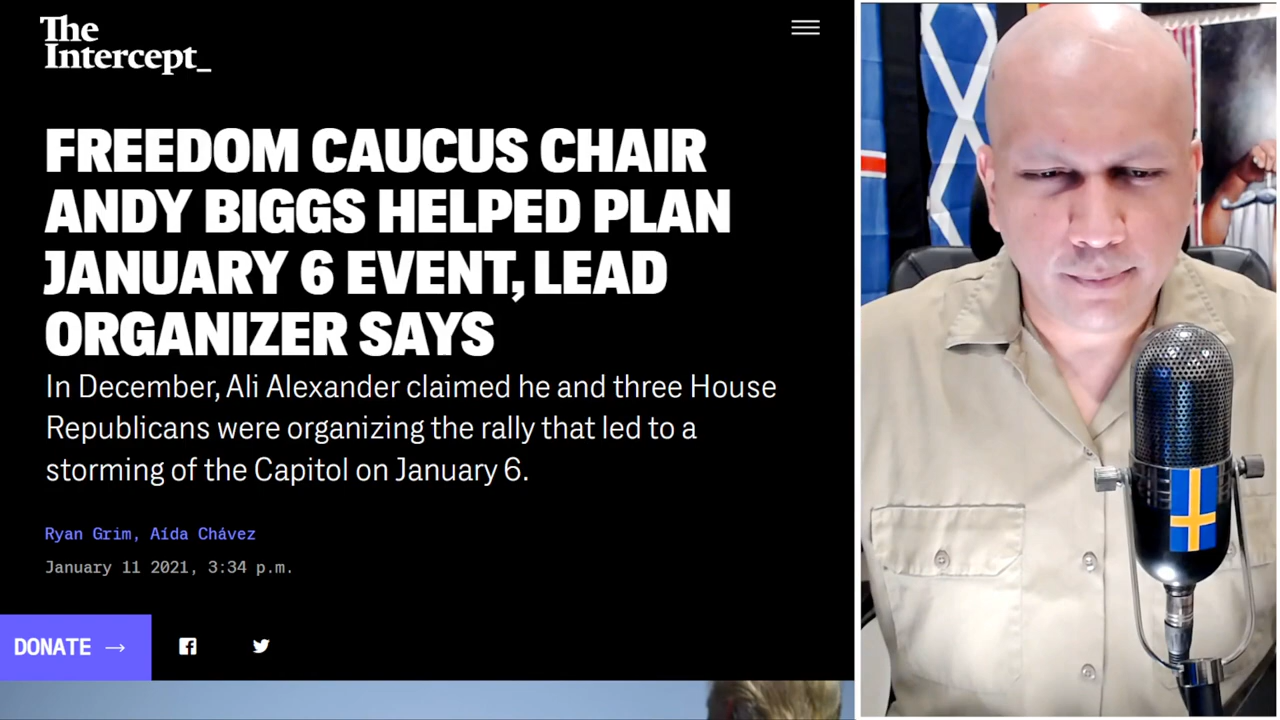 The
Intercept_
FREEDOM CAUCUS CHAIR
ANDY BIGGS HELPED PLAN
JANUARY 6 EVENT, LEAD
ORGANIZER SAYS
In December, Ali Alexander claimed he and three House
Republicans were organizing the rally that led to a
storming of the Capitol on January 6.
Ryan Grim, Aída Chávez
January 11 2021, 3:34 p.m.
DONATE →